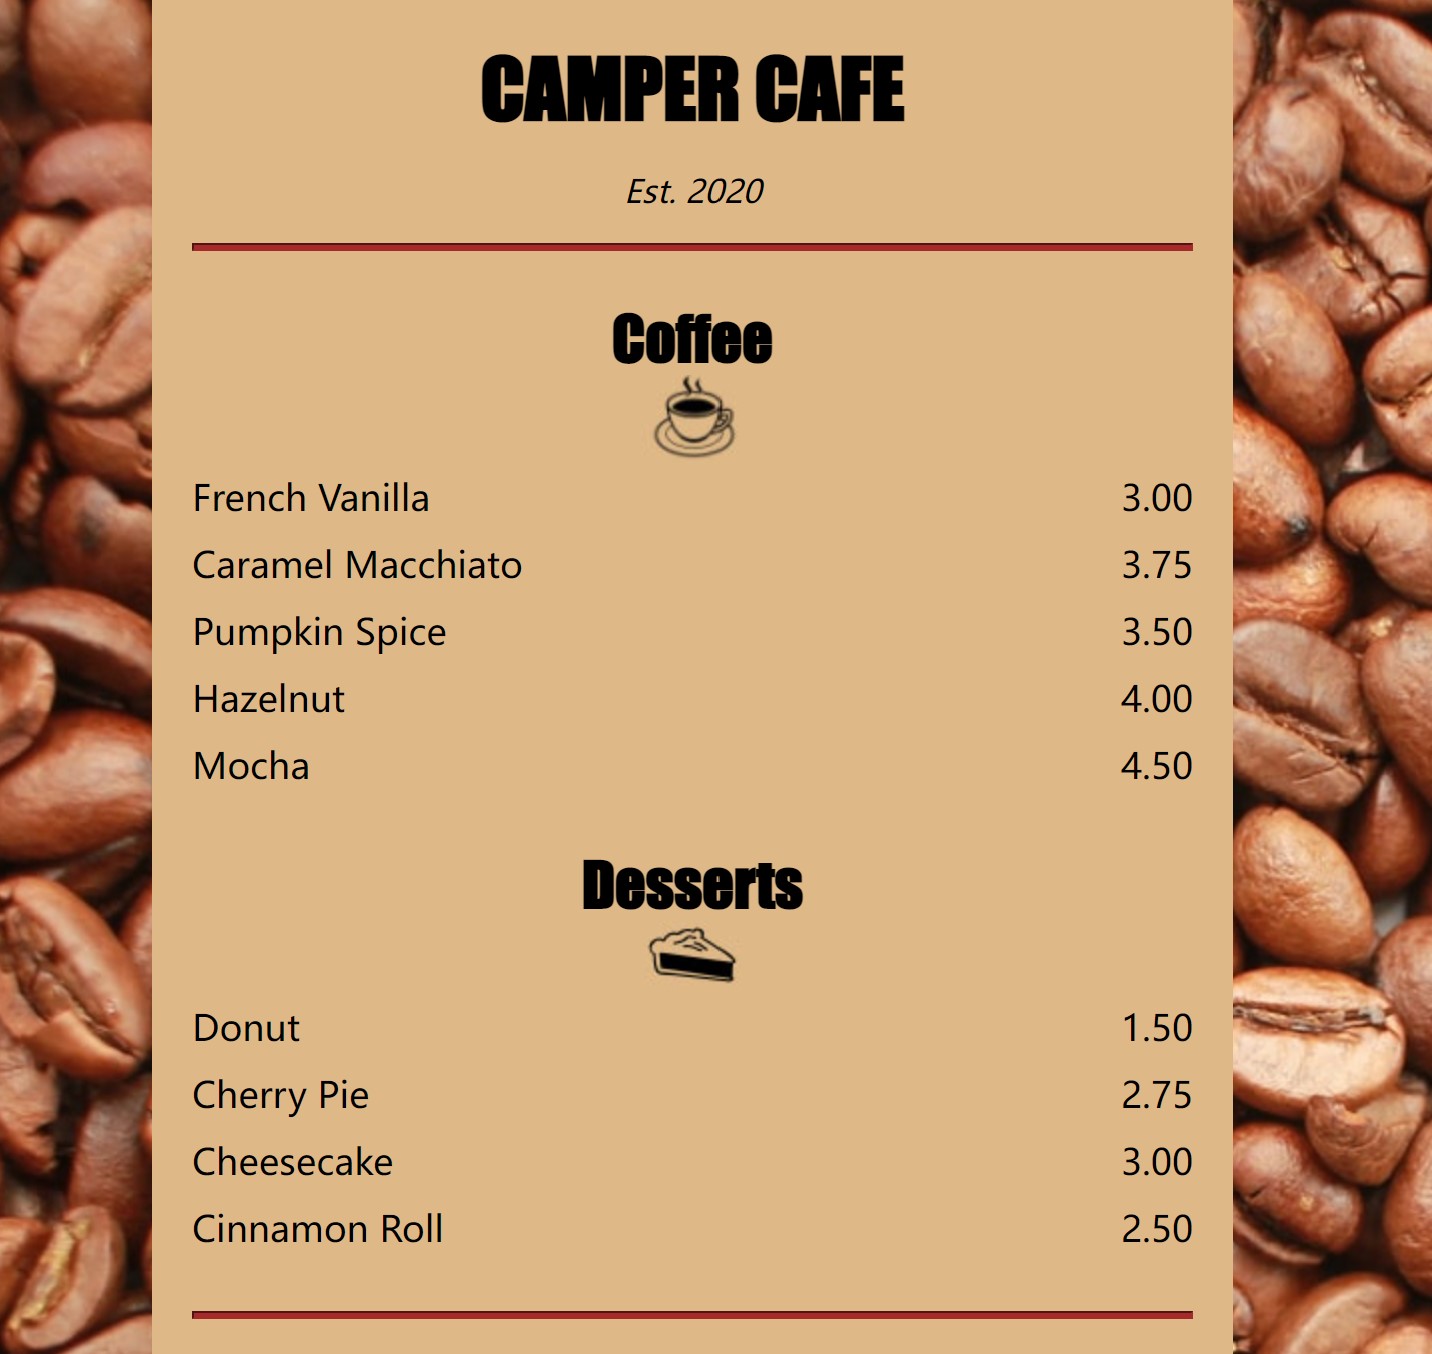 CAMPER CAFE
Est. 2020
Coffee
French Vanilla 3.00
Caramel Macchiato 3.75
Pumpkin Spice 3.50
Hazelnut 4.00
Mocha 4.50
Desserts
Donut 1.50
Cherry Pie 2.75
Cheesecake 3.00
Cinnamon Roll 2.50